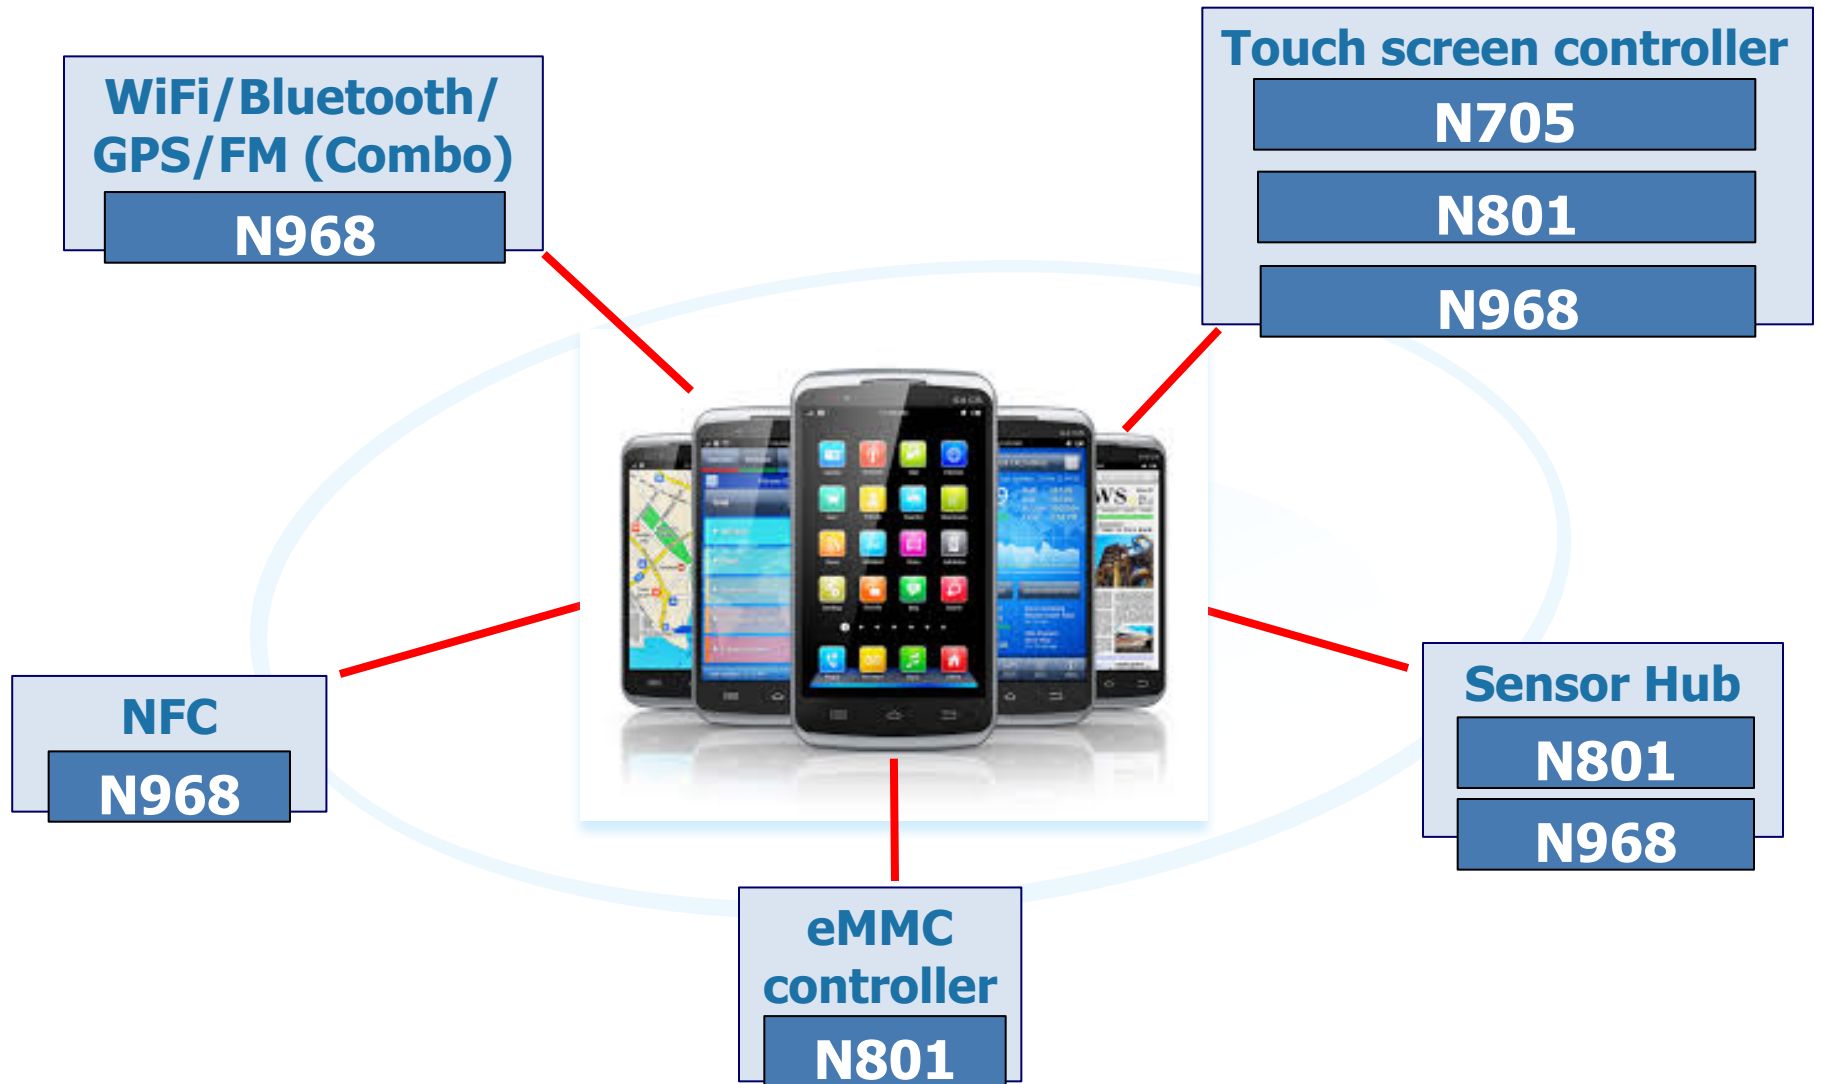 WiFi/Bluetooth/
GPS/FM (Combo)
N968
Touch screen controller
N705
N801
N968
NFC
N968
Sensor Hub
N801
N968
eMMC
controller
N801
WS